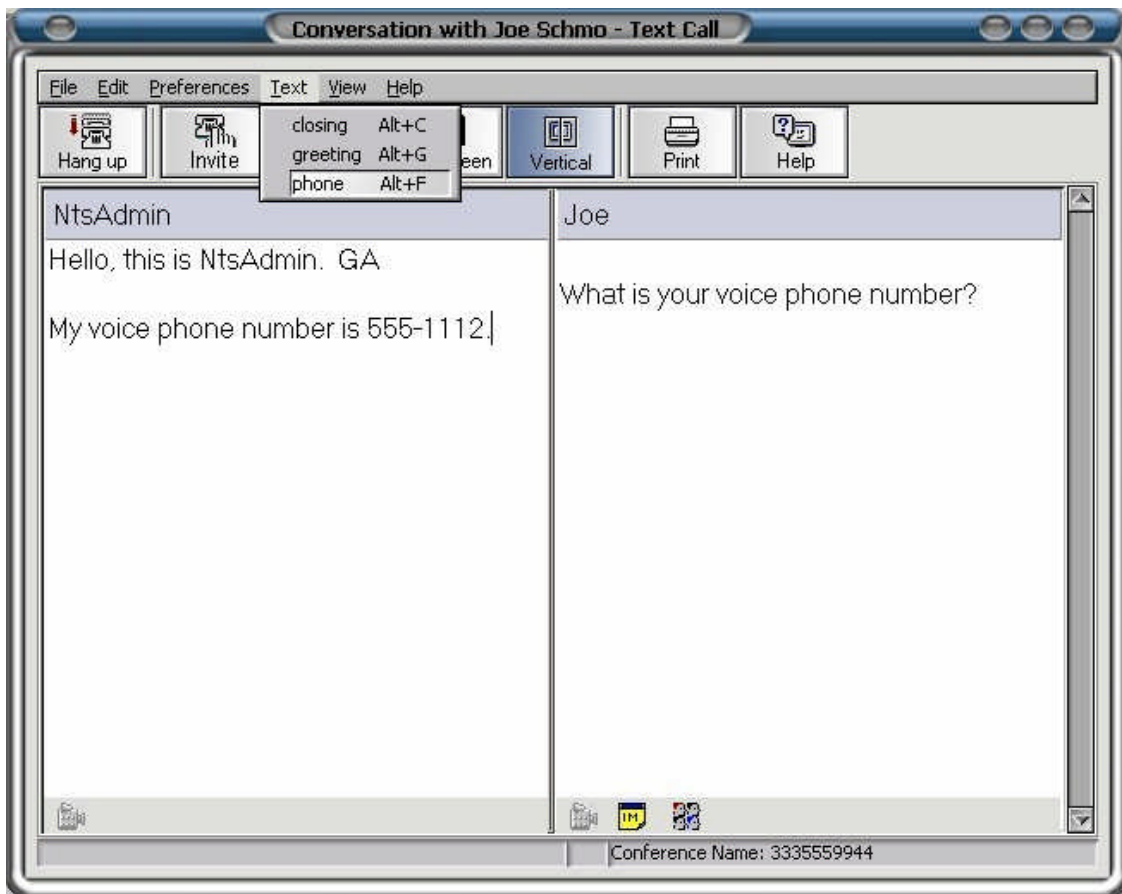 Conversation with Joe Schmo - Text Call
File Edit Preferences Text View Help
Hang up Invite een Vertical Print Help
closing Alt+C
greeting Alt+G
phone Alt+F
NtsAdmin
Hello, this is NtsAdmin. GA
My voice phone number is 555-1112.
Joe
What is your voice phone number?
IM
Conference Name: 3335559944